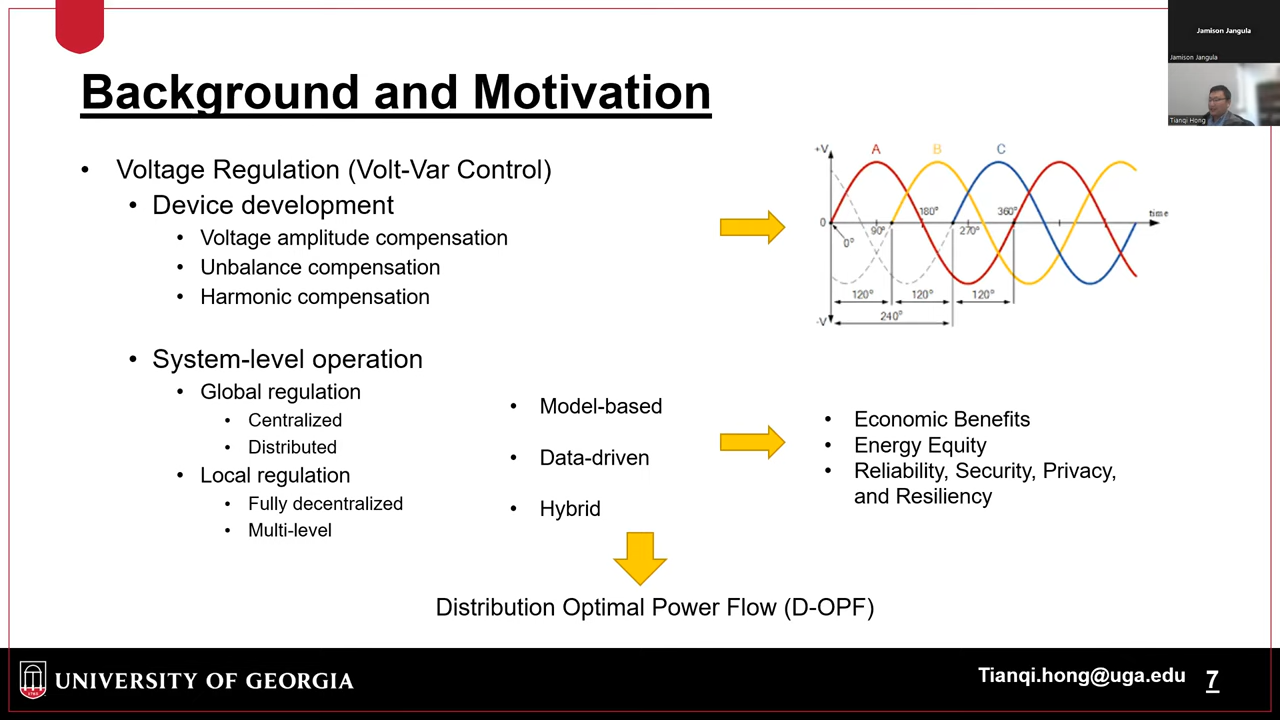 Jamison Jangula
Jamison Jangula
Tianqi Hong
Background and Motivation
• Voltage Regulation (Volt-Var Control)
• Device development
• Voltage amplitude compensation
• Unbalance compensation
• Harmonic compensation
+V
A
B
C
time
0
0°
90°
180°
270°
360°
120°
120°
120°
240°
-V
• System-level operation
• Global regulation
• Centralized
• Distributed
• Local regulation
• Fully decentralized
• Multi-level
• Model-based
• Data-driven
• Hybrid
• Economic Benefits
• Energy Equity
• Reliability, Security, Privacy,
and Resiliency
Distribution Optimal Power Flow (D-OPF)
UNIVERSITY OF GEORGIA
Tianqi.hong@uga.edu
7